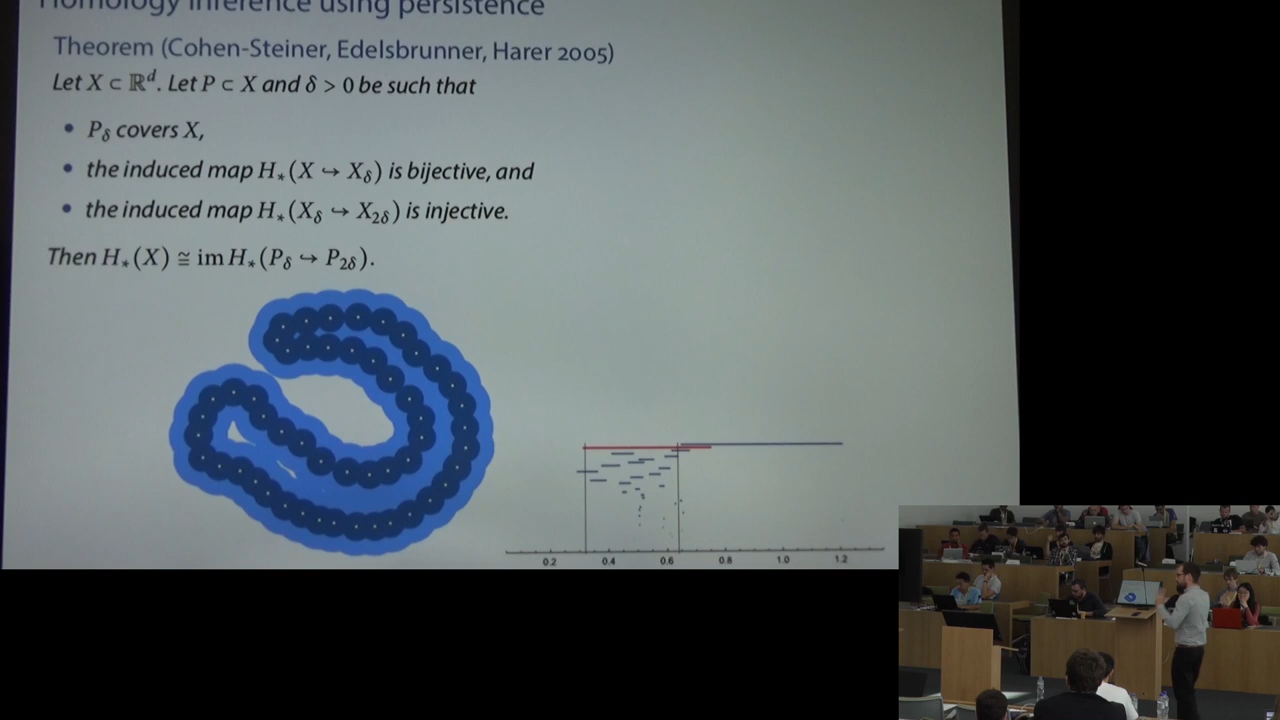 Homology inference using persistence
Theorem (Cohen-Steiner, Edelsbrunner, Harer 2005)
Let X ⊂ ℝᵈ. Let P ⊂ X and δ > 0 be such that
• P_δ covers X,
• the induced map H_*(X ↪ X_δ) is bijective, and
• the induced map H_*(X_δ ↪ X_2δ) is injective.
Then H_*(X) ≅ im H_*(P_δ ↪ P_2δ).
0.2 0.4 0.6 0.8 1.0 1.2